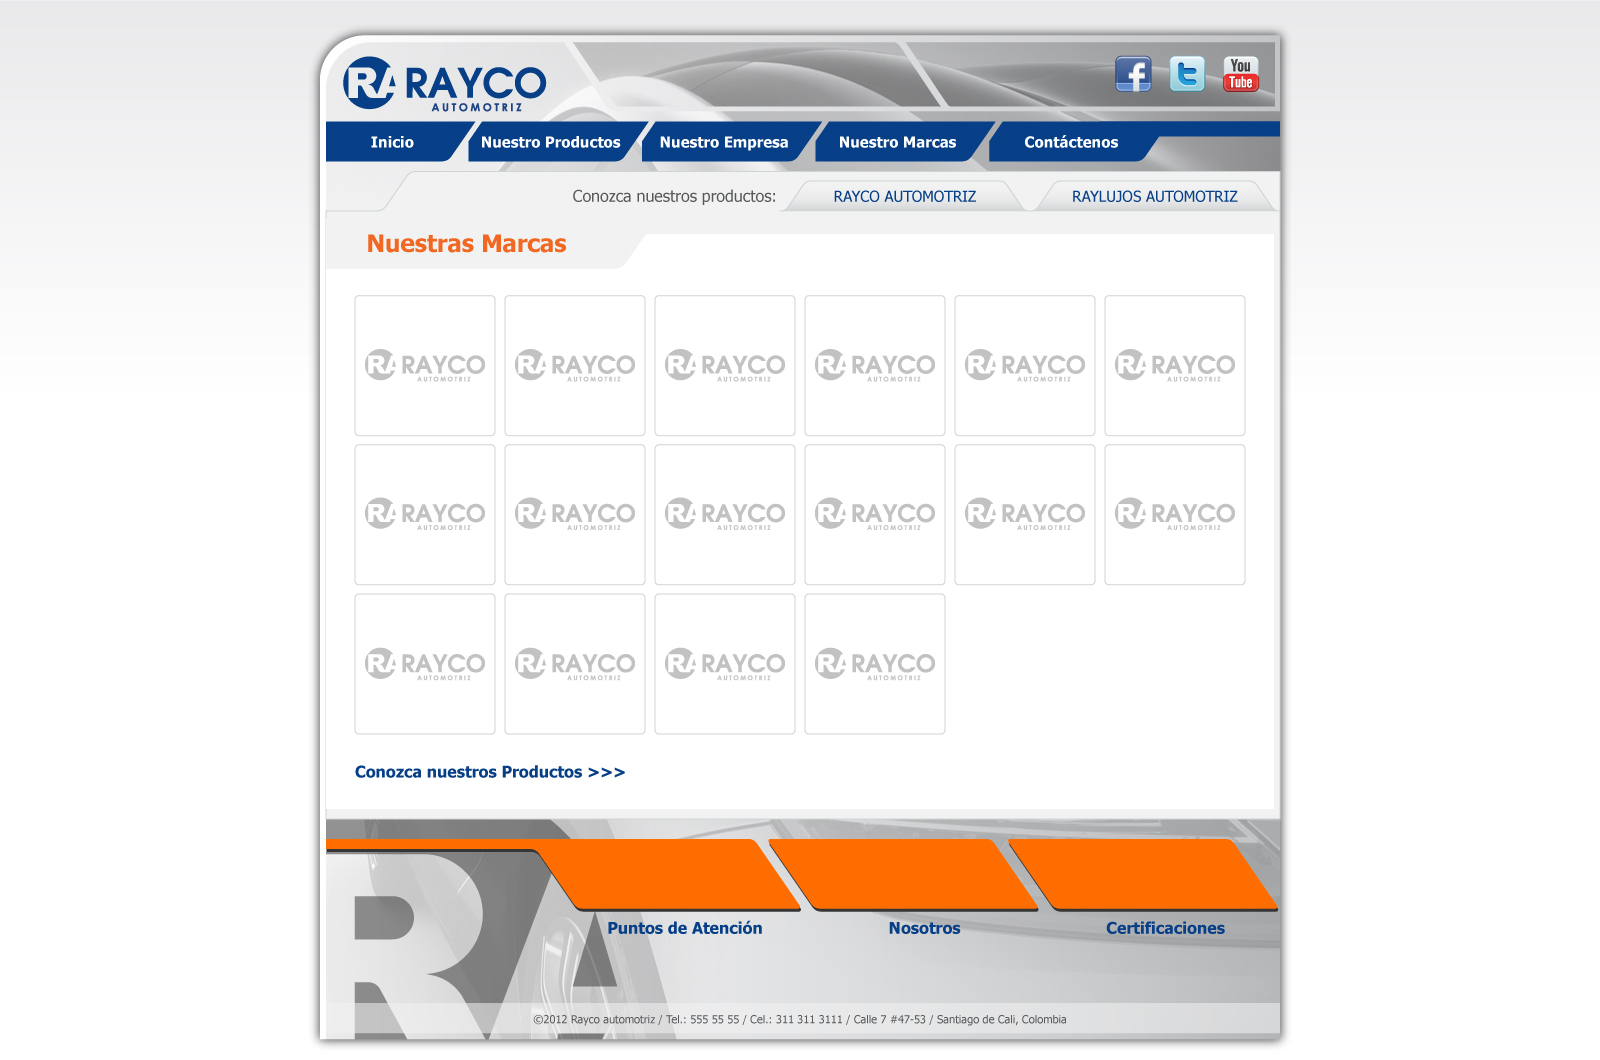 RA RAYCO
AUTOMOTRIZ
You
Tube
Inicio
Nuestro Productos
Nuestro Empresa
Nuestro Marcas
Contáctenos
Conozca nuestros productos:
RAYCO AUTOMOTRIZ
RAYLUJOS AUTOMOTRIZ
Nuestras Marcas
RA RAYCO RA RAYCO RA RAYCO RA RAYCO RA RAYCO RA RAYCO
AUTOMOTRIZ AUTOMOTRIZ AUTOMOTRIZ AUTOMOTRIZ AUTOMOTRIZ AUTOMOTRIZ
RA RAYCO RA RAYCO RA RAYCO RA RAYCO RA RAYCO RA RAYCO
AUTOMOTRIZ AUTOMOTRIZ AUTOMOTRIZ AUTOMOTRIZ AUTOMOTRIZ AUTOMOTRIZ
RA RAYCO RA RAYCO RA RAYCO RA RAYCO
AUTOMOTRIZ AUTOMOTRIZ AUTOMOTRIZ AUTOMOTRIZ
Conozca nuestros Productos >>>
Puntos de Atención
Nosotros
Certificaciones
RA
©2012 Rayco automotriz / Tel.: 555 55 55 / Cel.: 311 311 3111 / Calle 7 #47-53 / Santiago de Cali, Colombia